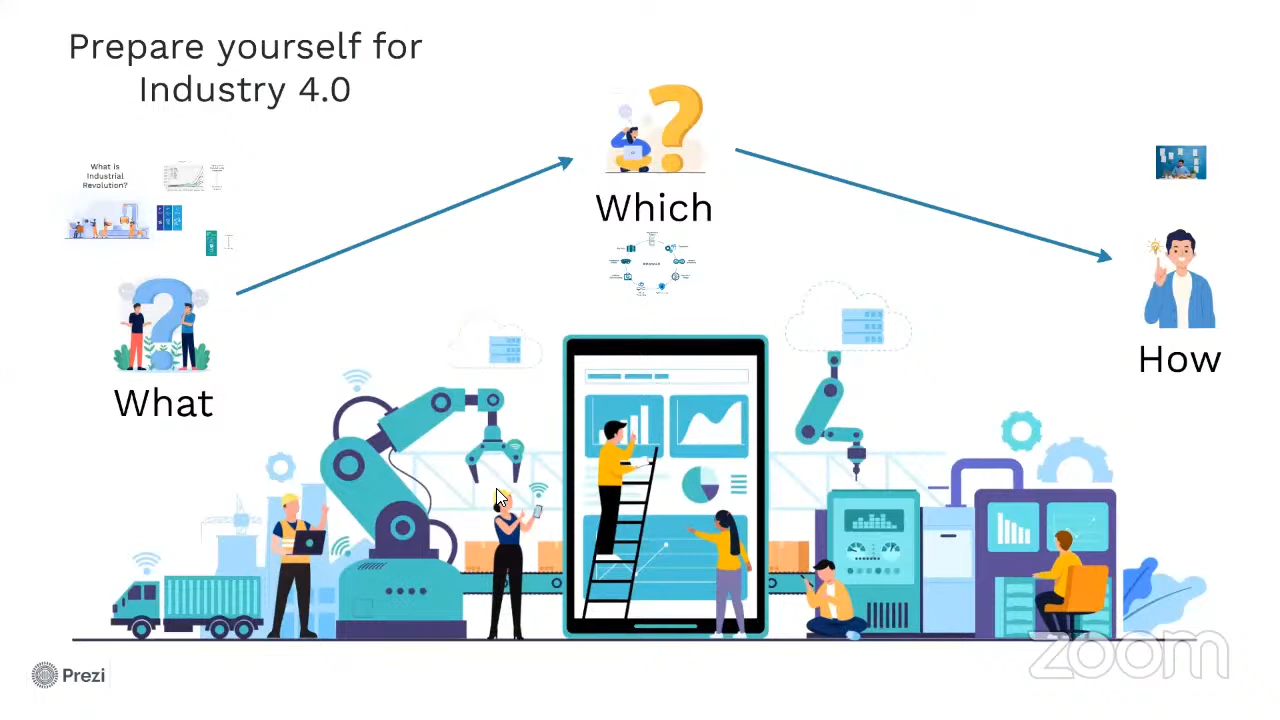 Prepare yourself for
Industry 4.0
What is
Industrial
Revolution?
Which
What
How
Prezi
zoom